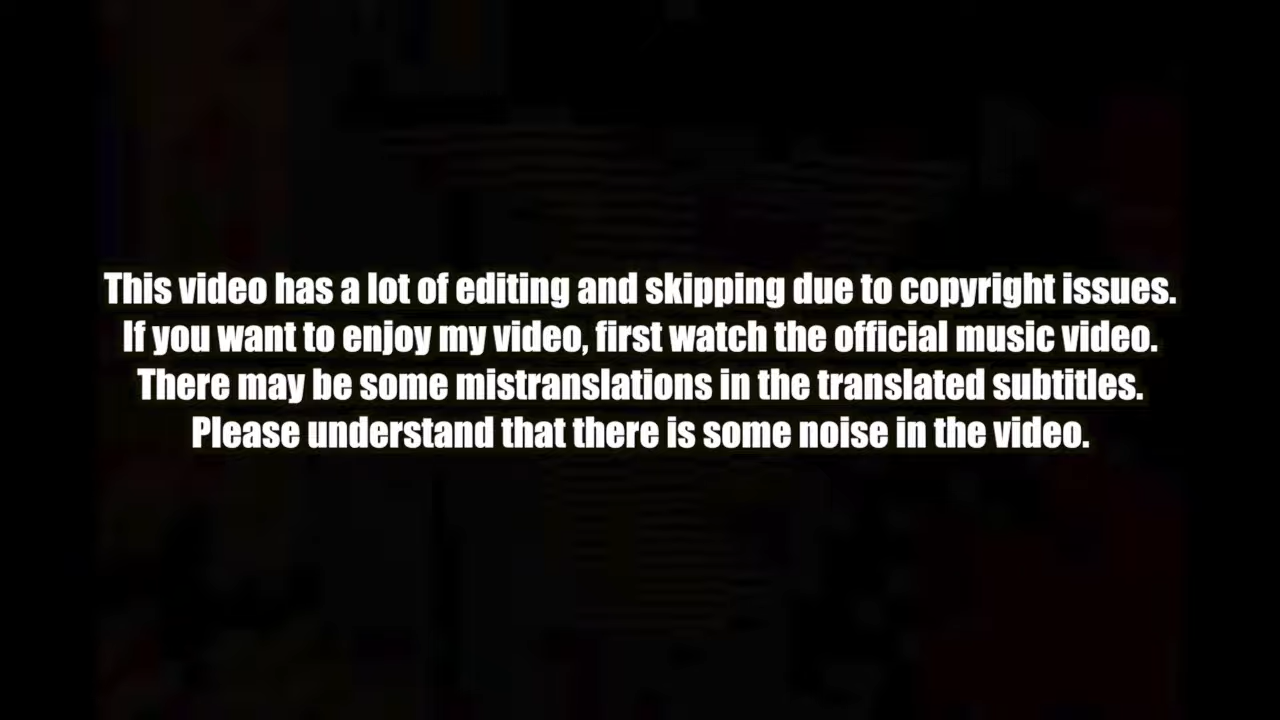 This video has a lot of editing and skipping due to copyright issues.
If you want to enjoy my video, first watch the official music video.
There may be some mistranslations in the translated subtitles.
Please understand that there is some noise in the video.